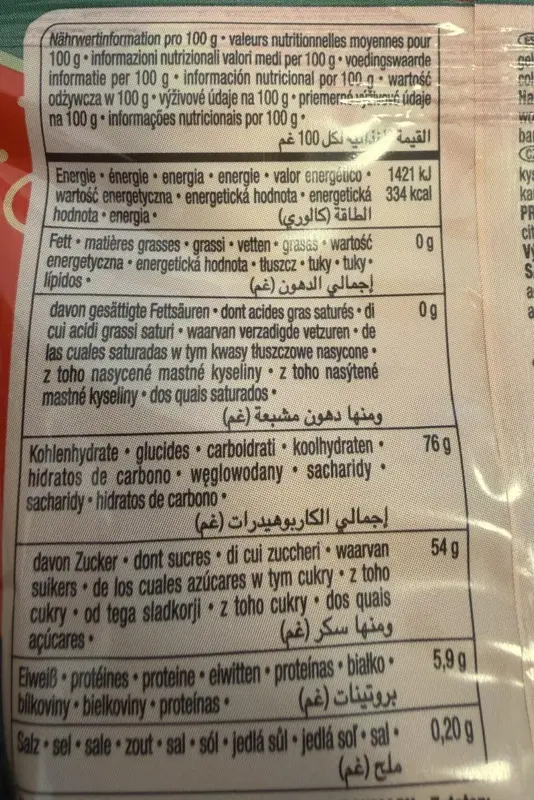 Nährwertinformation pro 100 g • valeurs nutritionnelles moyennes pour
100 g • informazioni nutrizionali valori medi per 100 g • voedingswaarde
informatie per 100 g • información nutricional por 100 g • wartość
odżywcza w 100 g • výživové údaje na 100 g • priemerné výživové údaje
na 100 g • informações nutricionais por 100 g •
القيمة الغذائية لكل 100 غم
Energie • énergie • energia • energie • valor energético • 1421 kJ
wartość energetyczna • energetická hodnota • energetická 334 kcal
hodnota • energia •
الطاقة (كالوري)
Fett • matières grasses • grassi • vetten • grasas • wartość 0 g
energetyczna • energetická hodnota • tłuszcz • tuky • tuky •
lípidos •
إجمالي الدهون (غم)
davon gesättigte Fettsäuren • dont acides gras saturés • di 0 g
cui acidi grassi saturi • waarvan verzadigde vetzuren • de
las cuales saturadas w tym kwasy tłuszczowe nasycone •
z toho nasycené mastné kyseliny • z toho nasýtené
mastné kyseliny • dos quais saturados •
ومنها دهون مشبعة (غم)
Kohlenhydrate • glucides • carboidrati • koolhydraten • 76 g
hidratos de carbono • węglowodany • sacharidy •
sacharidy • hidratos de carbono •
إجمالي الكاربوهيدرات (غم)
davon Zucker • dont sucres • di cui zuccheri • waarvan 54 g
suikers • de los cuales azúcares w tym cukry • z toho
cukry • od tega sladkorji • z toho cukry • dos quais
açúcares •
ومنها سكر (غم)
Eiweiß • protéines • proteine • eiwitten • proteínas • białko • 5,9 g
bílkoviny • bielkoviny • proteínas •
بروتينات (غم)
Salz • sel • sale • zout • sal • sól • jedlá sůl • jedlá soľ • sal • 0,20 g
ملح (غم)